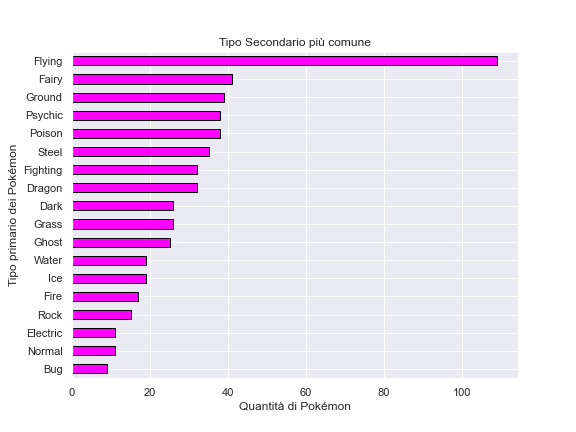 Tipo Secondario più comune
Tipo primario dei Pokémon
Flying
Fairy
Ground
Psychic
Poison
Steel
Fighting
Dragon
Dark
Grass
Ghost
Water
Ice
Fire
Rock
Electric
Normal
Bug
0 20 40 60 80 100
Quantità di Pokémon